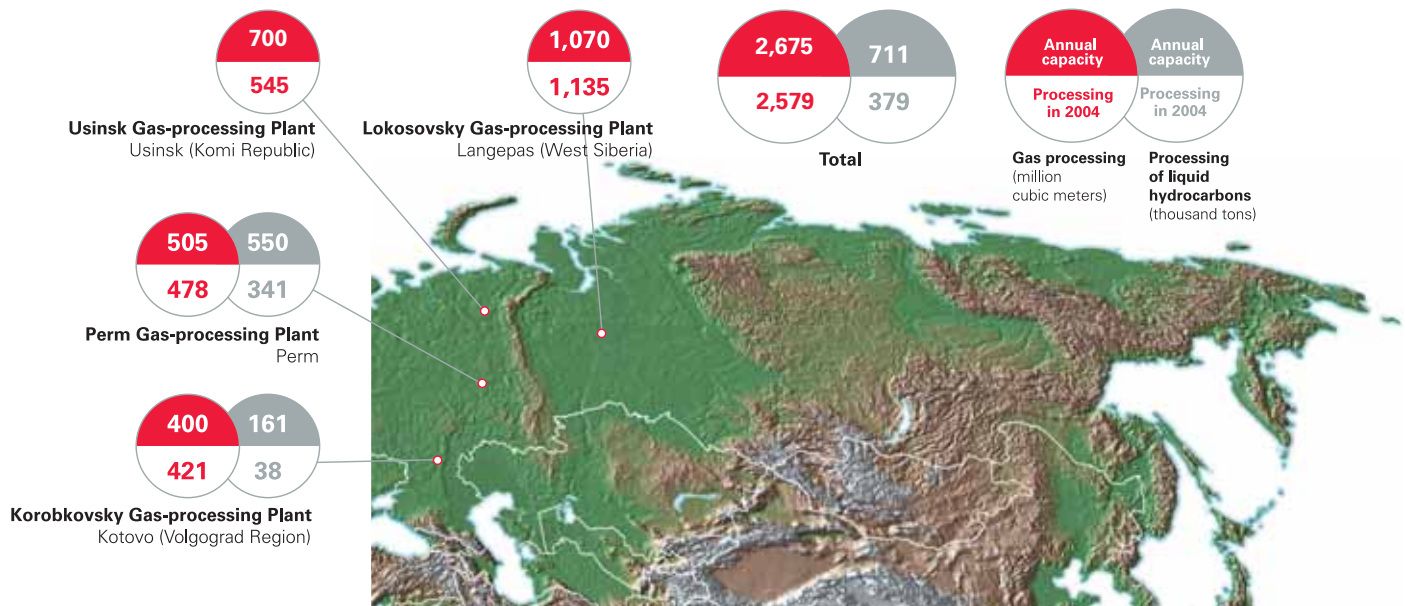 700
545
Usinsk Gas-processing Plant
Usinsk (Komi Republic)
1,070
1,135
Lokosovsky Gas-processing Plant
Langepas (West Siberia)
2,675
711
2,579
379
Total
Annual
capacity
Annual
capacity
Processing
in 2004
Processing
in 2004
Gas processing
(million
cubic meters)
Processing
of liquid
hydrocarbons
(thousand tons)
505
550
478
341
Perm Gas-processing Plant
Perm
400
161
421
38
Korobkovsky Gas-processing Plant
Kotovo (Volgograd Region)